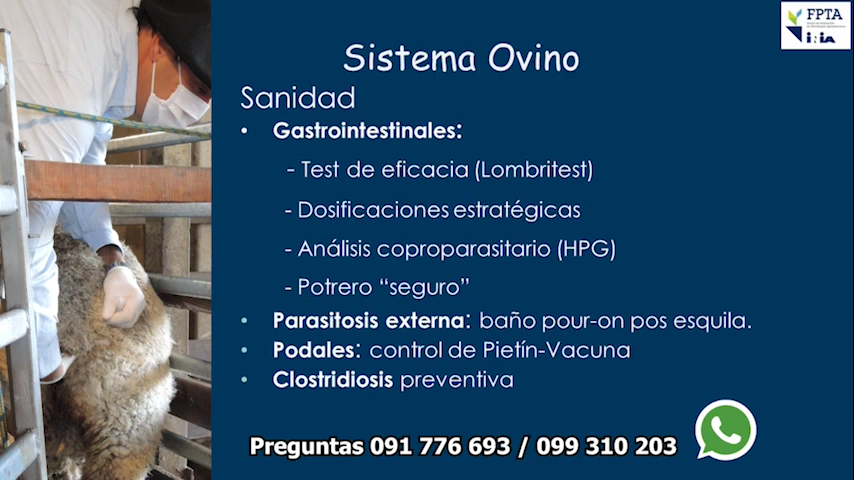 FPTA
inia
Sistema Ovino
Sanidad
• Gastrointestinales:
- Test de eficacia (Lombritest)
- Dosificaciones estratégicas
- Análisis coproparasitario (HPG)
- Potrero “seguro”
• Parasitosis externa: baño pour-on pos esquila.
• Podales: control de Pietín-Vacuna
• Clostridiosis preventiva
Preguntas 091 776 693 / 099 310 203